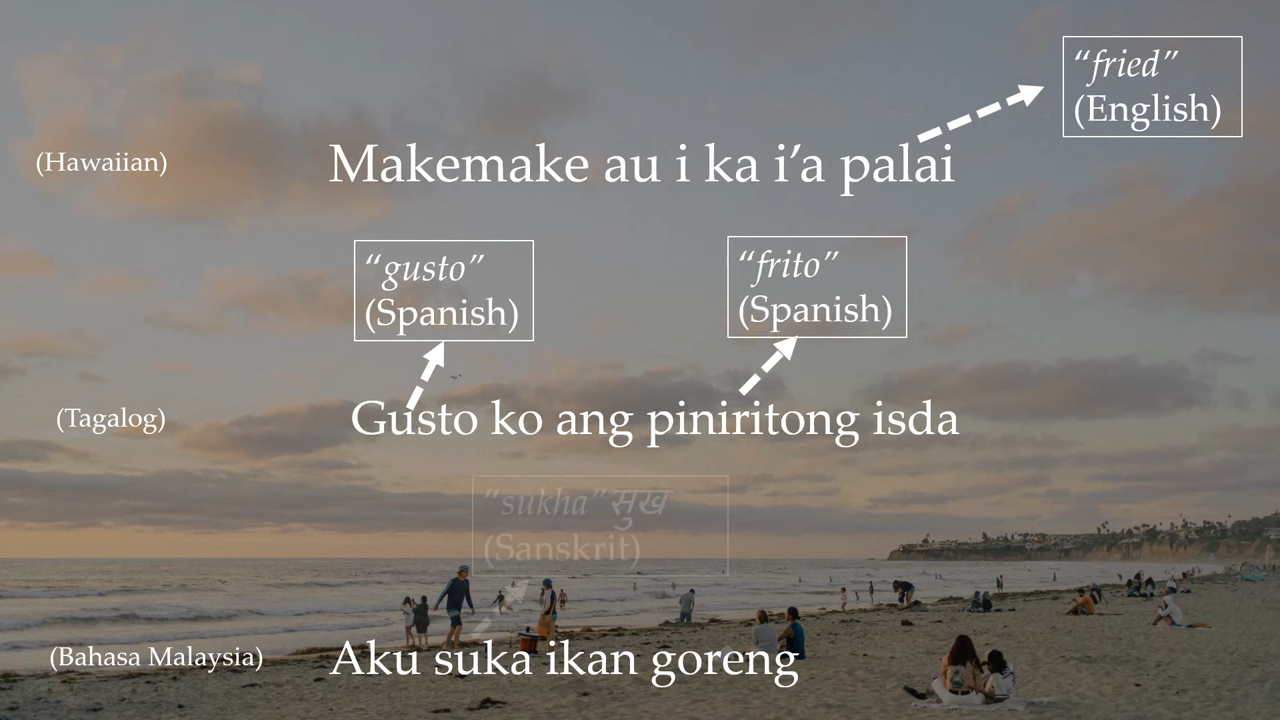 “fried”
(English)
(Hawaiian)
Makemake au i ka i’a palai
“gusto”
(Spanish)
“frito”
(Spanish)
(Tagalog)
Gusto ko ang piniritong isda
“sukha” सुख
(Sanskrit)
(Bahasa Malaysia)
Aku suka ikan goreng